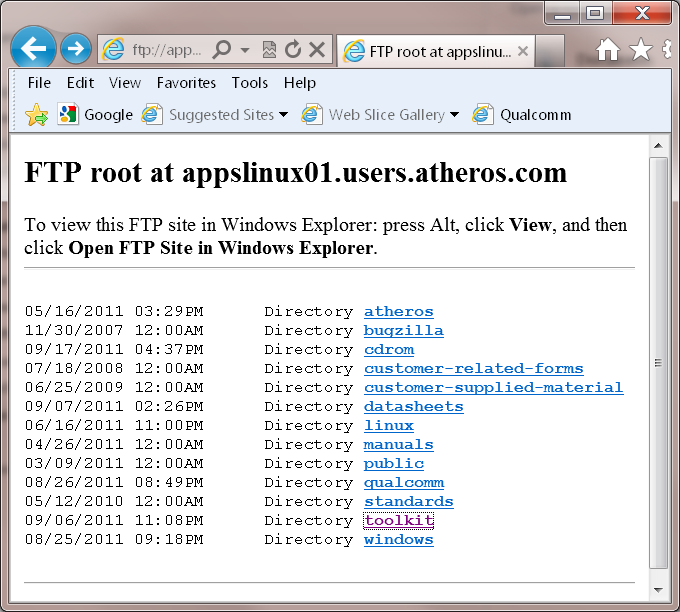 ftp://app...
FTP root at appslinu...
File Edit View Favorites Tools Help
Google Suggested Sites Web Slice Gallery Qualcomm
FTP root at appslinux01.users.atheros.com
To view this FTP site in Windows Explorer: press Alt, click View, and then
click Open FTP Site in Windows Explorer.
05/16/2011 03:29PM Directory atheros
11/30/2007 12:00AM Directory bugzilla
09/17/2011 04:37PM Directory cdrom
07/18/2008 12:00AM Directory customer-related-forms
06/25/2009 12:00AM Directory customer-supplied-material
09/07/2011 02:26PM Directory datasheets
06/16/2011 11:00PM Directory linux
04/26/2011 12:00AM Directory manuals
03/09/2011 12:00AM Directory public
08/26/2011 08:49PM Directory qualcomm
05/12/2010 12:00AM Directory standards
09/06/2011 11:08PM Directory toolkit
08/25/2011 09:18PM Directory windows